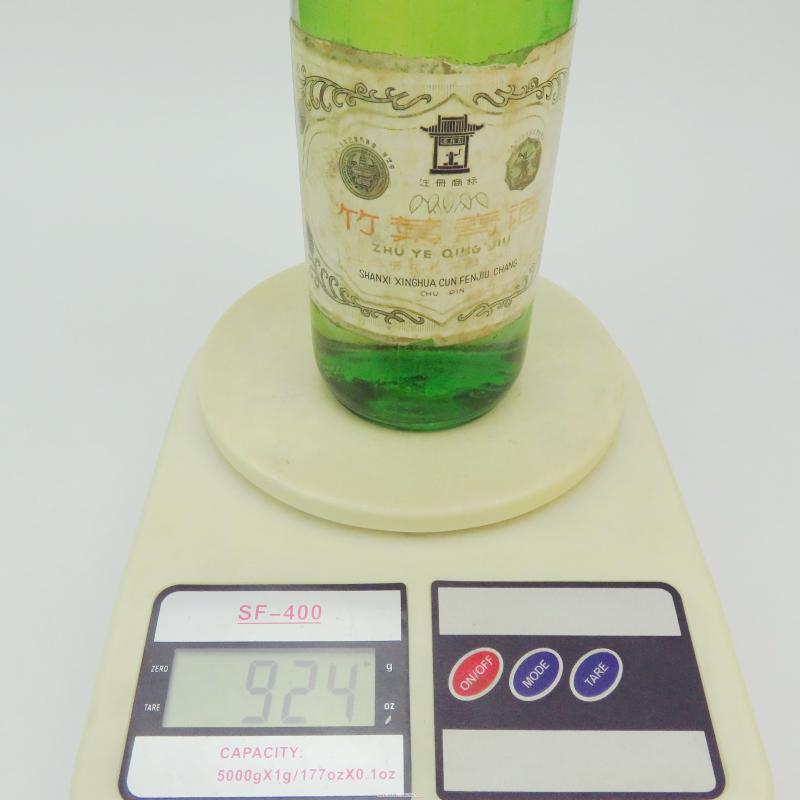 注册商标
竹葉青酒
ZHU YE QING JIU
SHANXI XINGHUA CUN FENJIU CHANG
CHU PIN
SF-400
ZERO
g
924
TARE
oz
CAPACITY:
5000gX1g/177ozX0.1oz
ON/OFF
MODE
TARE